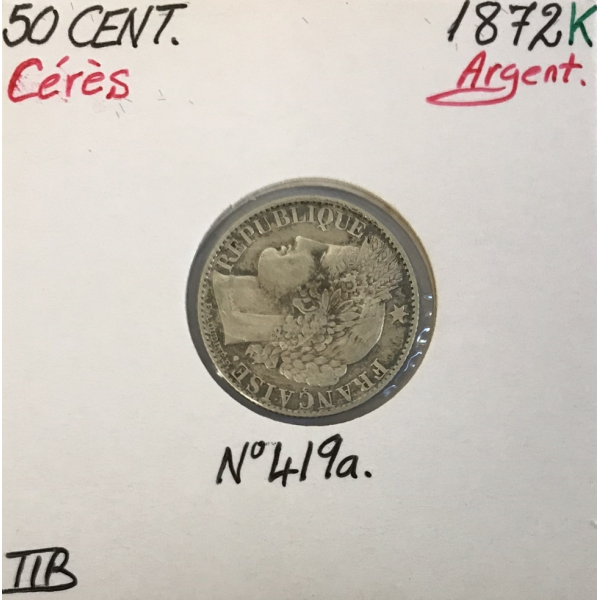 50 CENT. 1872K
Cérès Argent.
REPUBLIQUE
FRANÇAISE.
N° 419a.
TTB